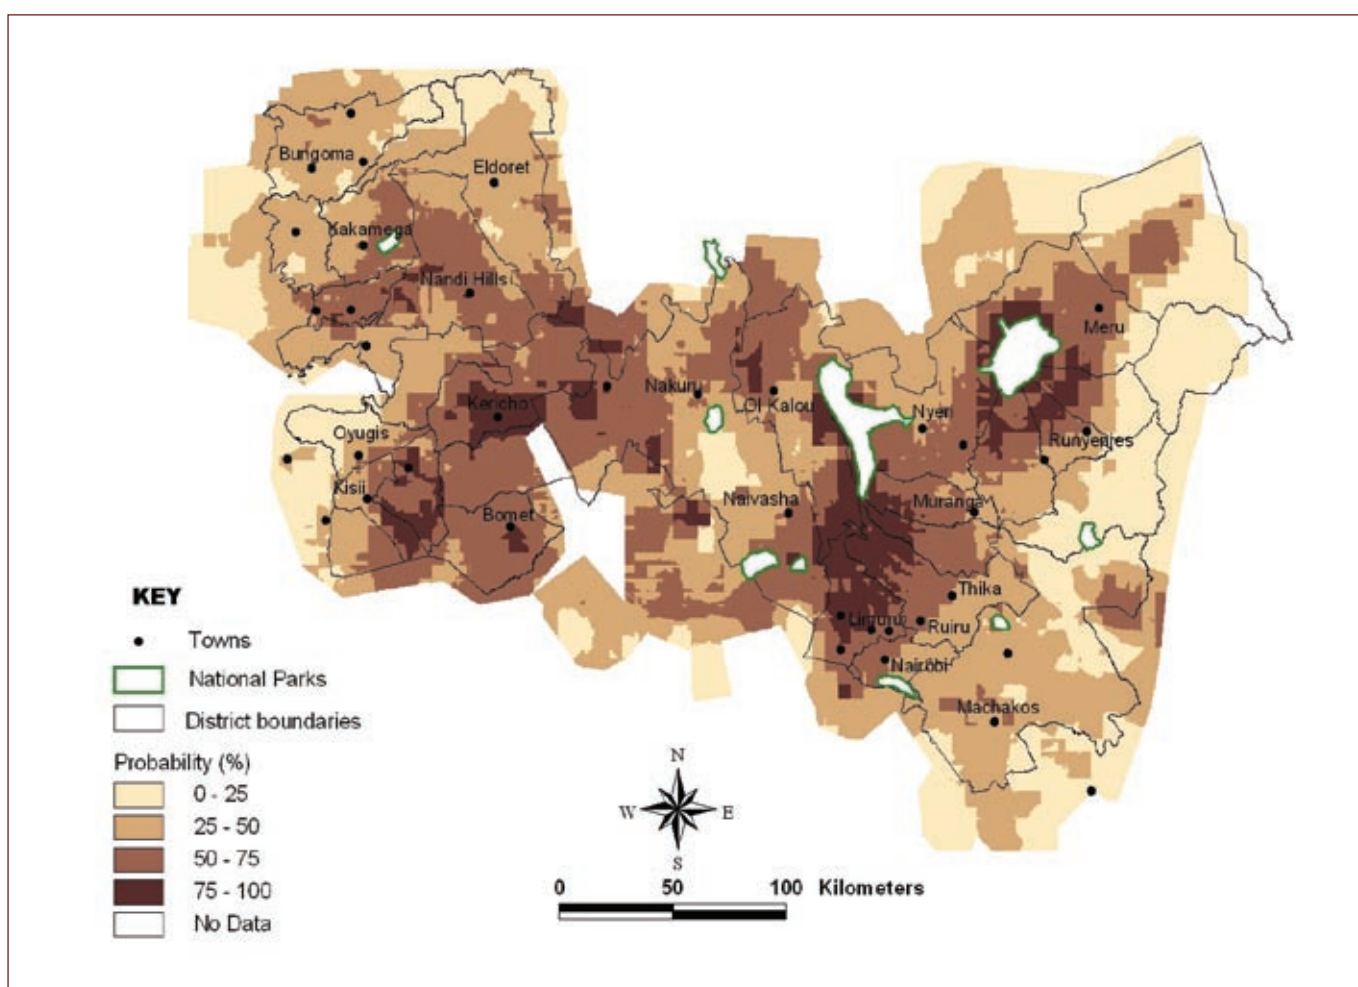 Bungoma
Eldoret
Kakamega
Nandi Hills
Meru
Nakuru
Kericho
OI Kalou
Nyeri
Oyugis
Runyenjes
Kisii
Naivasha
Muranga
Bomet
Thika
Limuru
Ruiru
Nairobi
Machakos
KEY
Towns
National Parks
District boundaries
Probability (%)
0 - 25
25 - 50
50 - 75
75 - 100
No Data
N
W E
S
0 50 100 Kilometers